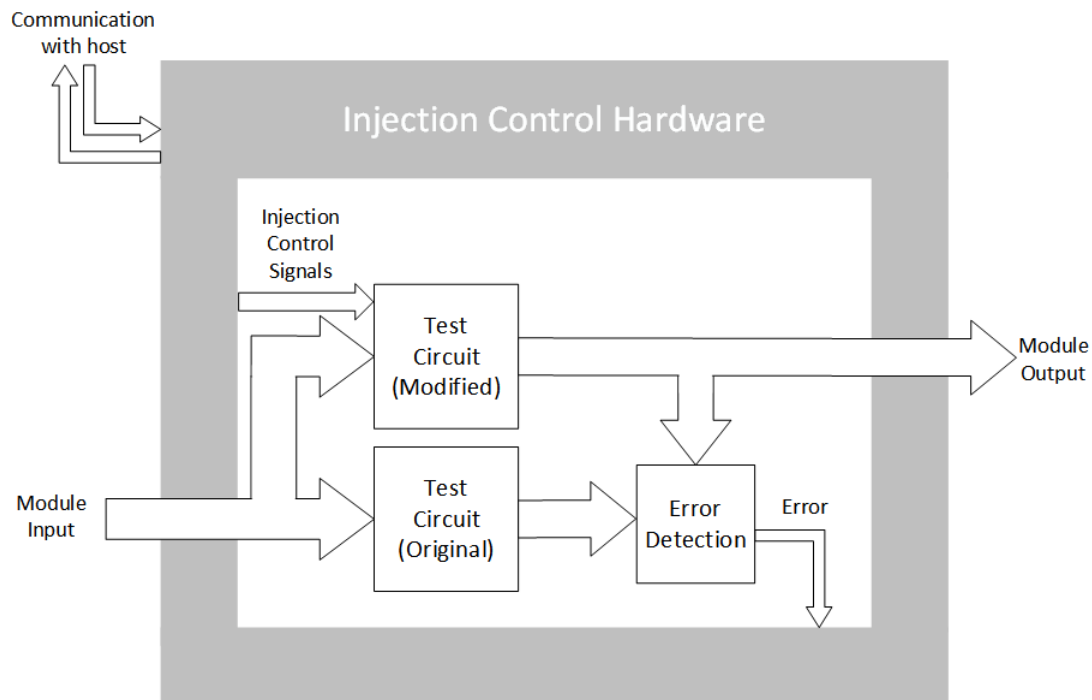 Communication
with host
Injection Control Hardware
Injection
Control
Signals
Test
Circuit
(Modified)
Module
Output
Module
Input
Test
Circuit
(Original)
Error
Detection
Error